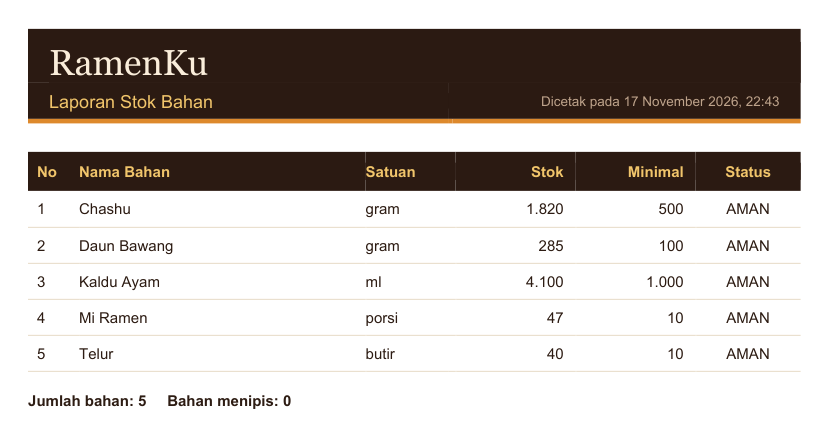 RamenKu
Laporan Stok Bahan Dicetak pada 17 November 2026, 22:43
No Nama Bahan Satuan Stok Minimal Status
1 Chashu gram 1.820 500 AMAN
2 Daun Bawang gram 285 100 AMAN
3 Kaldu Ayam ml 4.100 1.000 AMAN
4 Mi Ramen porsi 47 10 AMAN
5 Telur butir 40 10 AMAN
Jumlah bahan: 5 Bahan menipis: 0